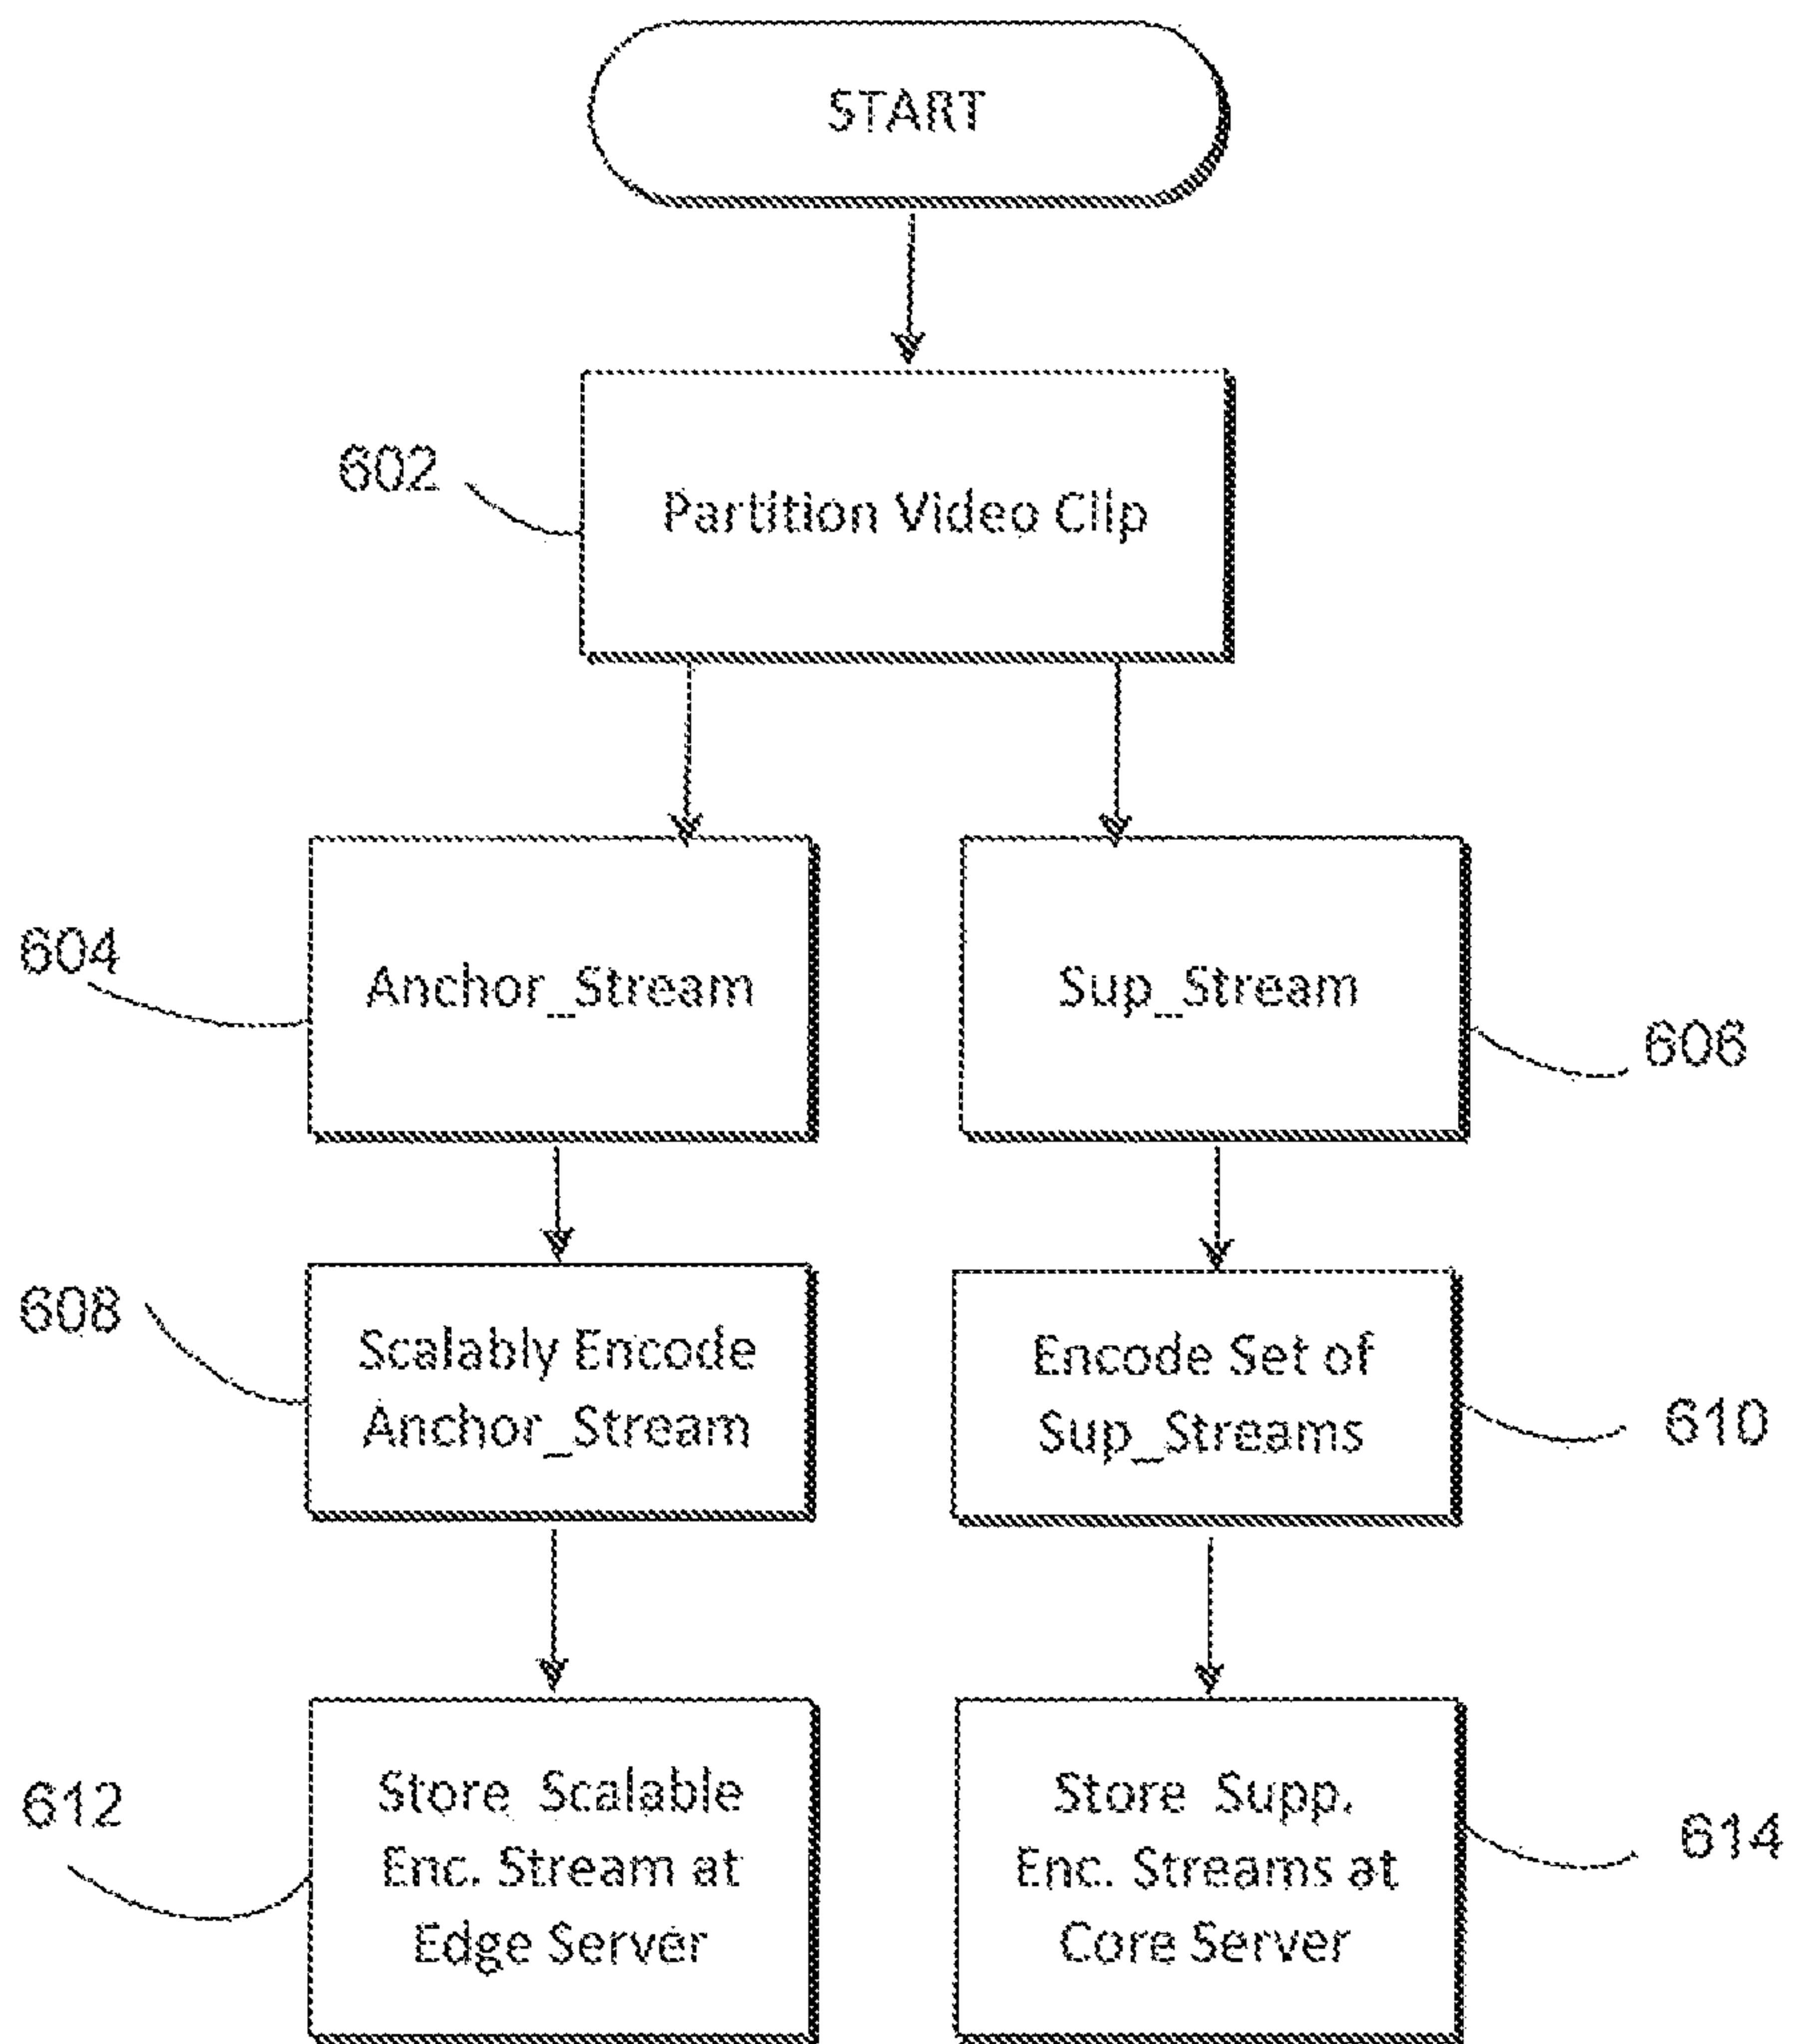 START
602
Partition Video Clip
604
Anchor_Stream
Sup_Stream
606
608
Scalably Encode
Anchor_Stream
Encode Set of
Sup_Streams
610
612
Store Scalable
Enc. Stream at
Edge Server
Store Supp.
Enc. Streams at
Core Server
614